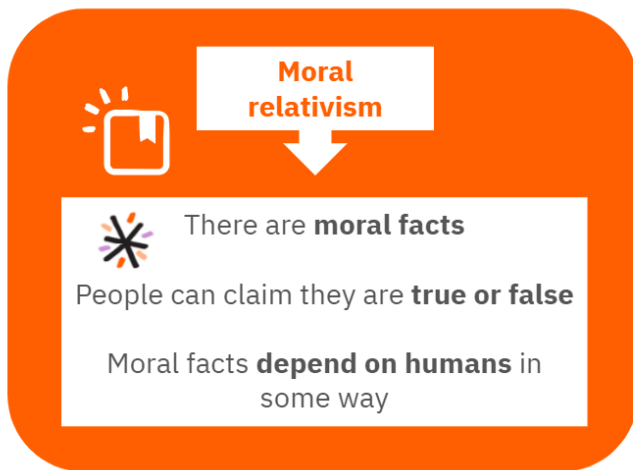 Moral
relativism
There are moral facts
People can claim they are true or false
Moral facts depend on humans in
some way